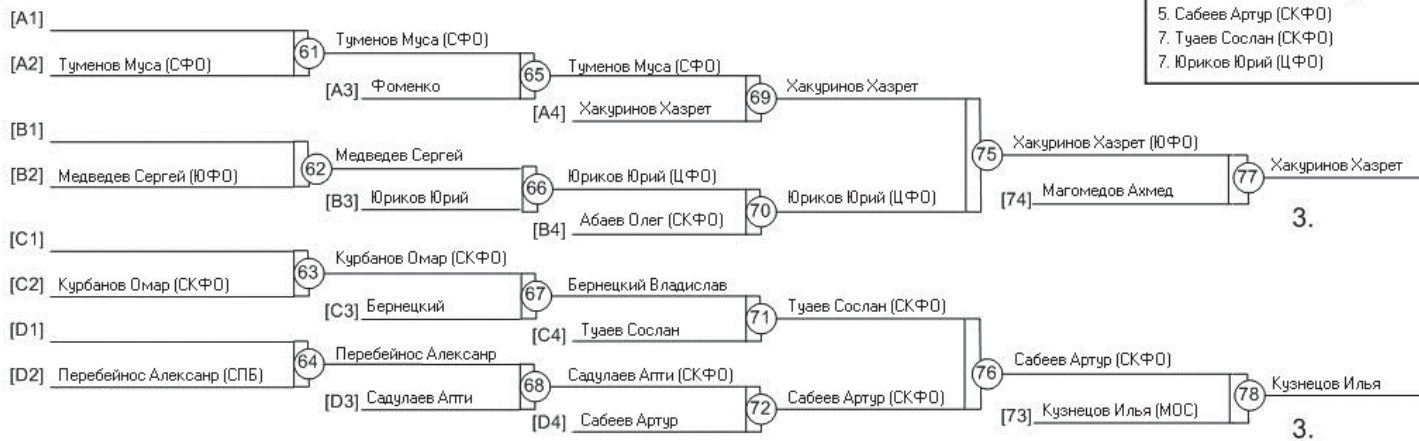 5. Сабеев Артур (СКФО)
7. Туаев Сослан (СКФО)
7. Юриков Юрий (ЦФО)
[A1]
[A2] Туменов Муса (СФО)
61
Туменов Муса (СФО)
[A3] Фоменко
65
Туменов Муса (СФО)
[A4] Хакуринов Хазрет
69
Хакуринов Хазрет
[B1]
[B2] Медведев Сергей (ЮФО)
62
Медведев Сергей
[B3] Юриков Юрий
66
Юриков Юрий (ЦФО)
[B4] Абаев Олег (СКФО)
70
Юриков Юрий (ЦФО)
75
Хакуринов Хазрет (ЮФО)
[74] Магомедов Ахмед
77
Хакуринов Хазрет
3.
[C1]
[C2] Курбанов Омар (СКФО)
63
Курбанов Омар (СКФО)
[C3] Бернецкий
67
Бернецкий Владислав
[C4] Туаев Сослан
71
Туаев Сослан (СКФО)
[D1]
[D2] Перебейнос Алексанр (СПБ)
64
Перебейнос Алексанр
[D3] Садулаев Апти
68
Садулаев Апти (СКФО)
[D4] Сабеев Артур
72
Сабеев Артур (СКФО)
76
Сабеев Артур (СКФО)
[73] Кузнецов Илья (МОС)
78
Кузнецов Илья
3.